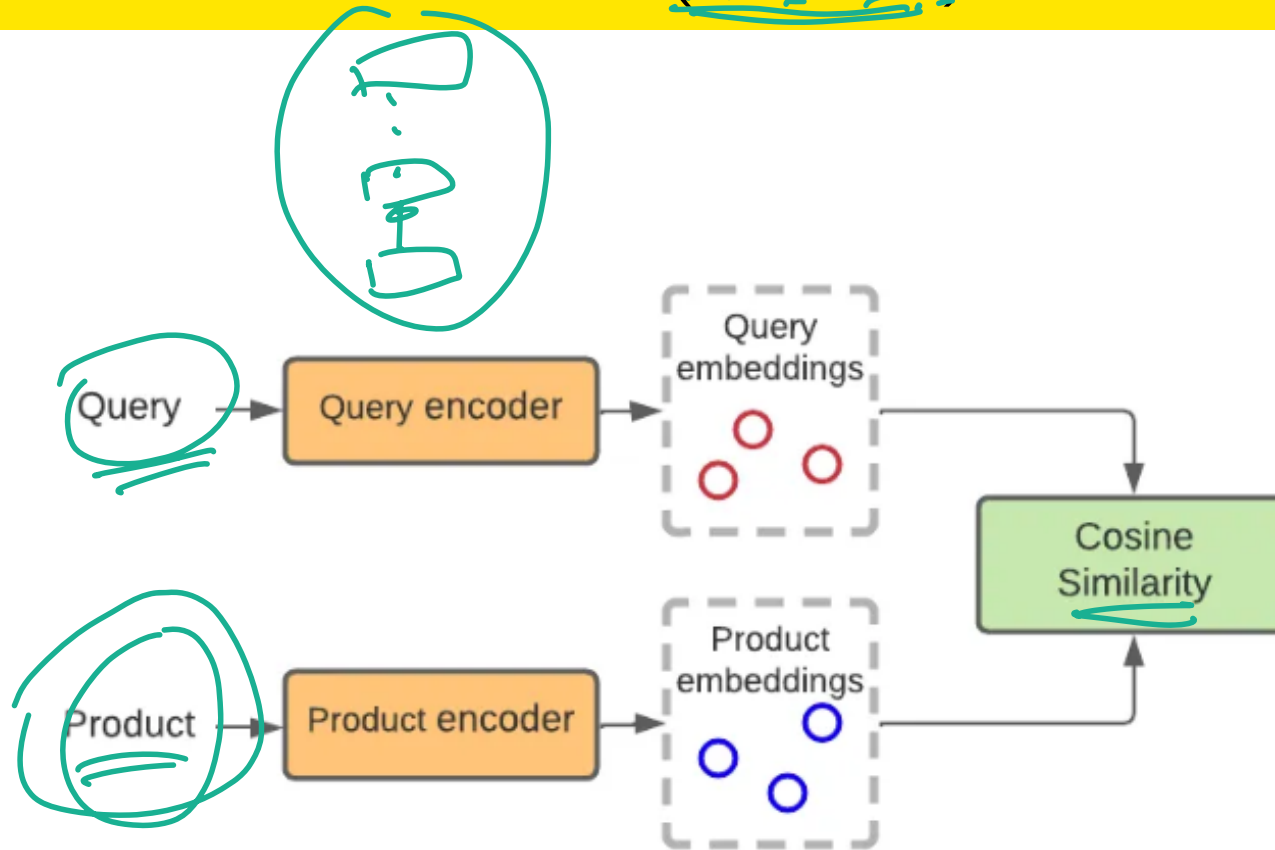 Query
Query encoder
Query
embeddings
Cosine
Similarity
Product
Product encoder
Product
embeddings